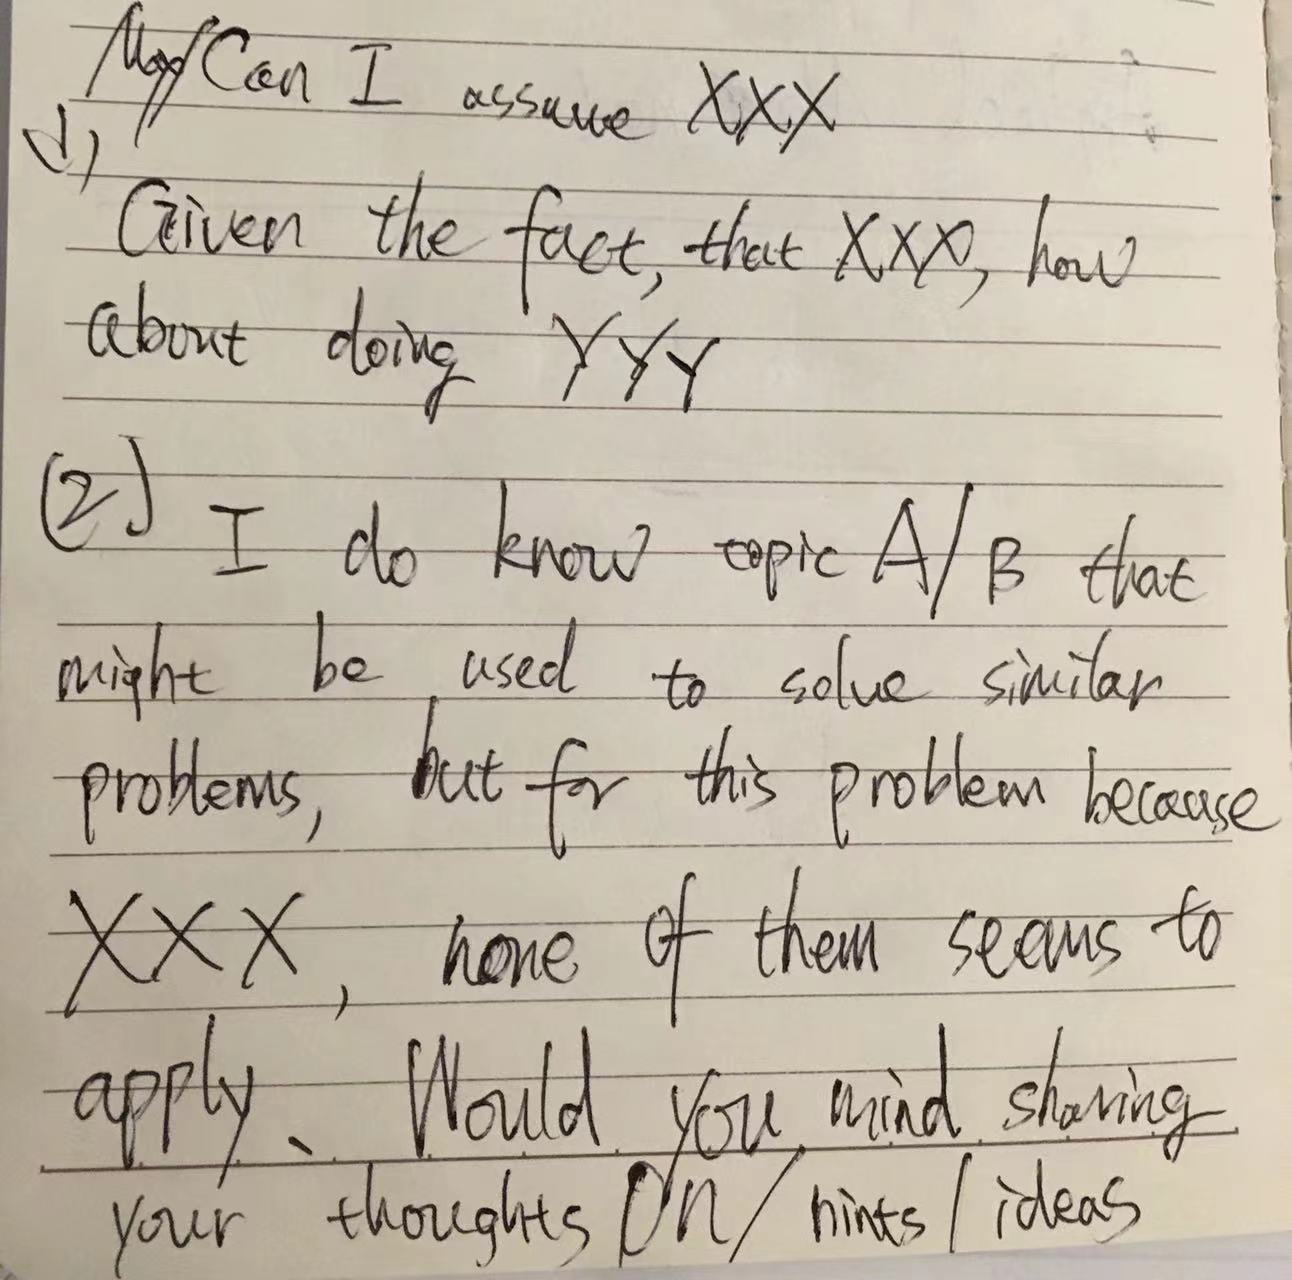 May/Can I assume XXX
1,
Given the fact, that XXX, how
about doing YYY
(2) I do know topic A/B that
might be used to solve similar
problems, but for this problem because
XXX, none of them seems to
apply. Would you mind sharing
your thoughts on/hints/ideas